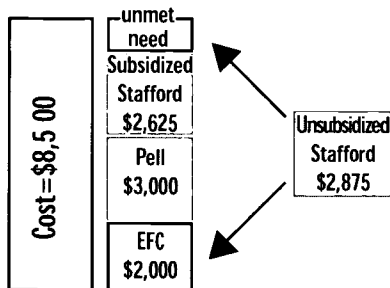 Cost=$8,5 00
unmet
need
Subsidized
Stafford
$2,625
Pell
$3,000
EFC
$2,000
Unsubsidized
Stafford
$2,875